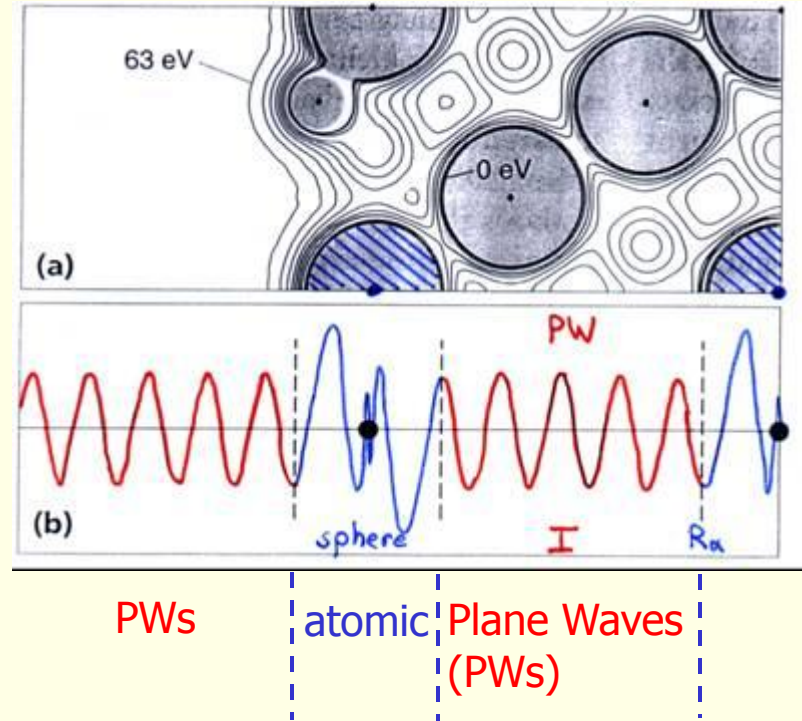 63 eV
0 eV
(a)
PW
(b)
sphere
I
Rα
PWs
atomic
Plane Waves
(PWs)